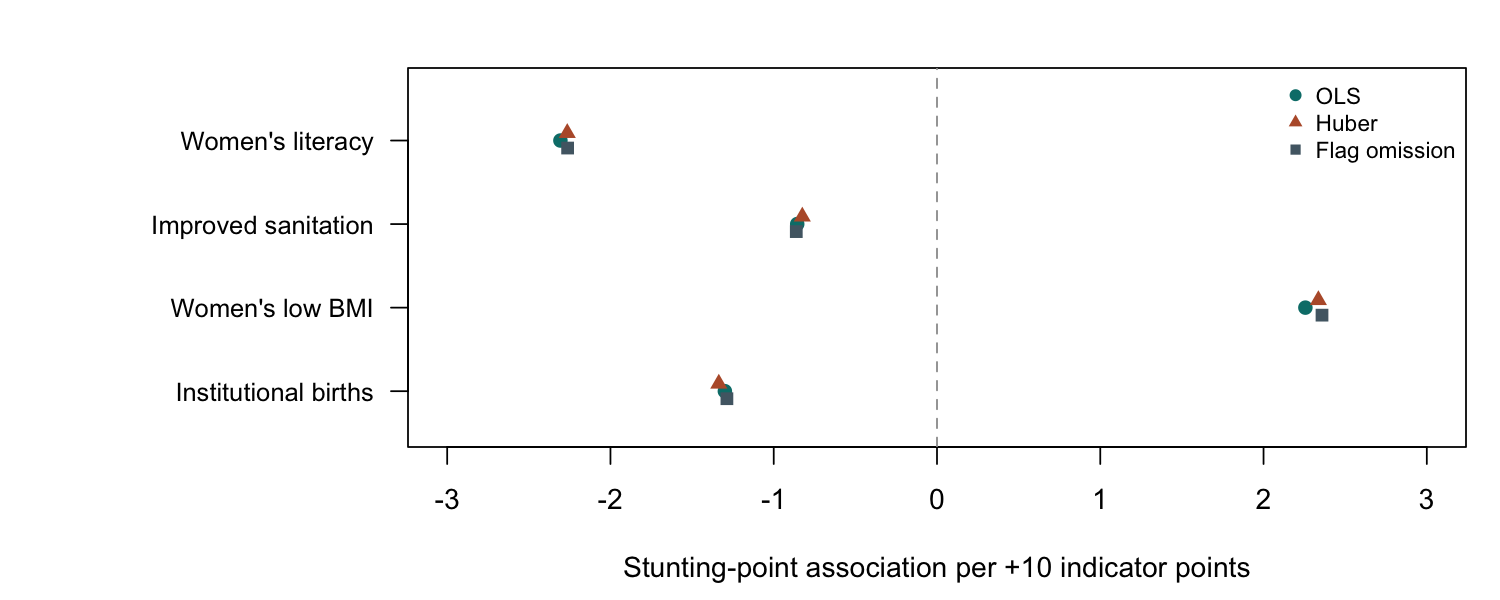 OLS
Huber
Flag omission
Women's literacy
Improved sanitation
Women's low BMI
Institutional births
-3 -2 -1 0 1 2 3
Stunting-point association per +10 indicator points